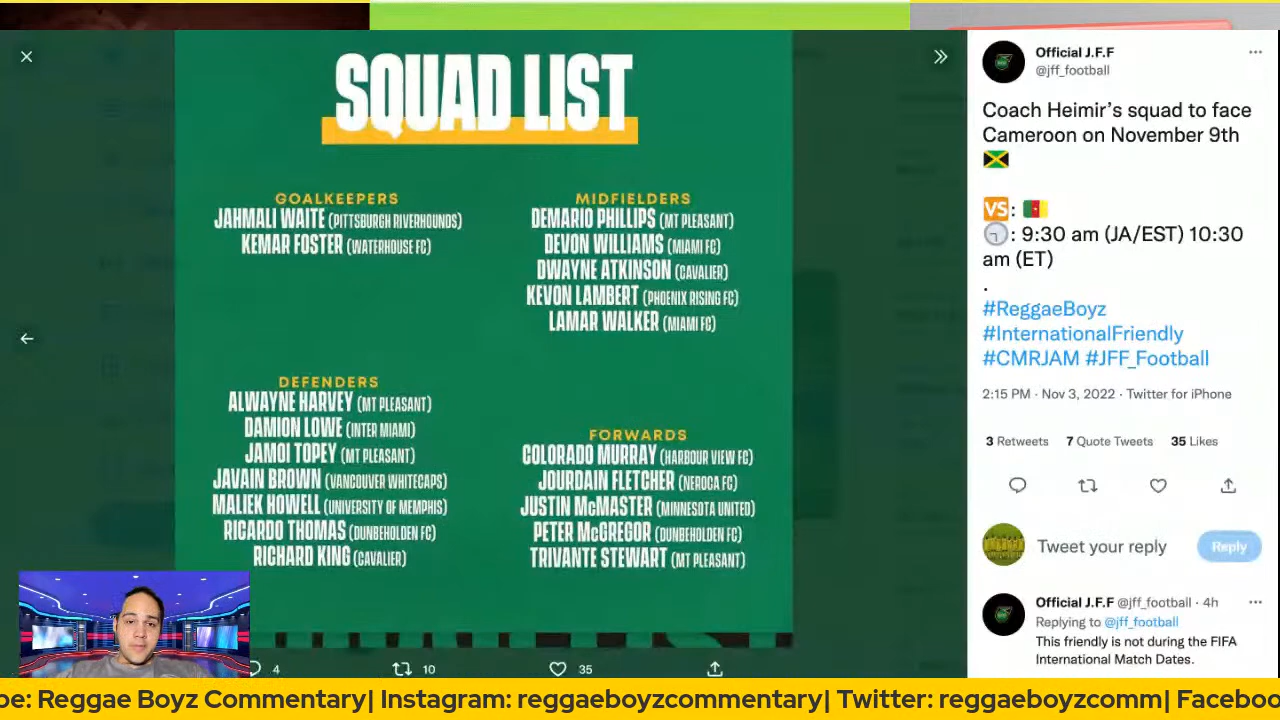 SQUAD LIST
GOALKEEPERS
JAHMALI WAITE (PITTSBURGH RIVERHOUNDS)
KEMAR FOSTER (WATERHOUSE FC)
DEFENDERS
ALWAYNE HARVEY (MT PLEASANT)
DAMION LOWE (INTER MIAMI)
JAMOI TOPEY (MT PLEASANT)
JAVAIN BROWN (VANCOUVER WHITECAPS)
MALIEK HOWELL (UNIVERSITY OF MEMPHIS)
RICARDO THOMAS (DUNBEHOLDEN FC)
RICHARD KING (CAVALIER)
MIDFIELDERS
DEMARIO PHILLIPS (MT PLEASANT)
DEVON WILLIAMS (MIAMI FC)
DWAYNE ATKINSON (CAVALIER)
KEVON LAMBERT (PHOENIX RISING FC)
LAMAR WALKER (MIAMI FC)
FORWARDS
COLORADO MURRAY (HARBOUR VIEW FC)
JOURDAIN FLETCHER (NEROCA FC)
JUSTIN McMASTER (MINNESOTA UNITED)
PETER McGREGOR (DUNBEHOLDEN FC)
TRIVANTE STEWART (MT PLEASANT)
4 10 35
Official J.F.F
@jff_football
Coach Heimir's squad to face
Cameroon on November 9th
VS:
: 9:30 am (JA/EST) 10:30
am (ET)
.
#ReggaeBoyz
#InternationalFriendly
#CMRJAM #JFF_Football
2:15 PM · Nov 3, 2022 · Twitter for iPhone
3 Retweets 7 Quote Tweets 35 Likes
Tweet your reply Reply
Official J.F.F @jff_football · 4h
Replying to @jff_football
This friendly is not during the FIFA
International Match Dates.
be: Reggae Boyz Commentary| Instagram: reggaeboyzcommentary| Twitter: reggaeboyzcomm| Faceboo